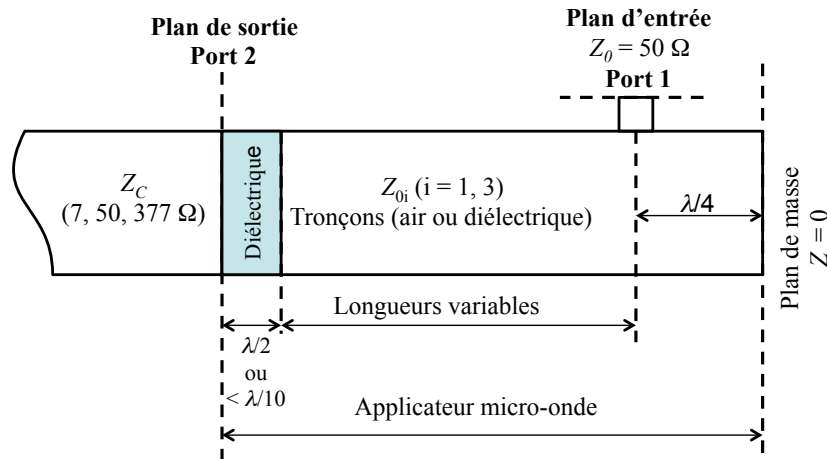 Plan de sortie
Port 2
Plan d'entrée
Z₀ = 50 Ω
Port 1
Z_C
(7, 50, 377 Ω)
Diélectrique
Z₀ᵢ (i = 1, 3)
Tronçons (air ou diélectrique)
λ/4
Plan de masse
Z = 0
Longueurs variables
λ/2
ou
< λ/10
Applicateur micro-onde